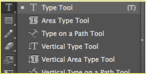 Type Tool (T)
Area Type Tool
Type on a Path Tool
Vertical Type Tool
Vertical Area Type Tool
Vertical Type on a Path Tool